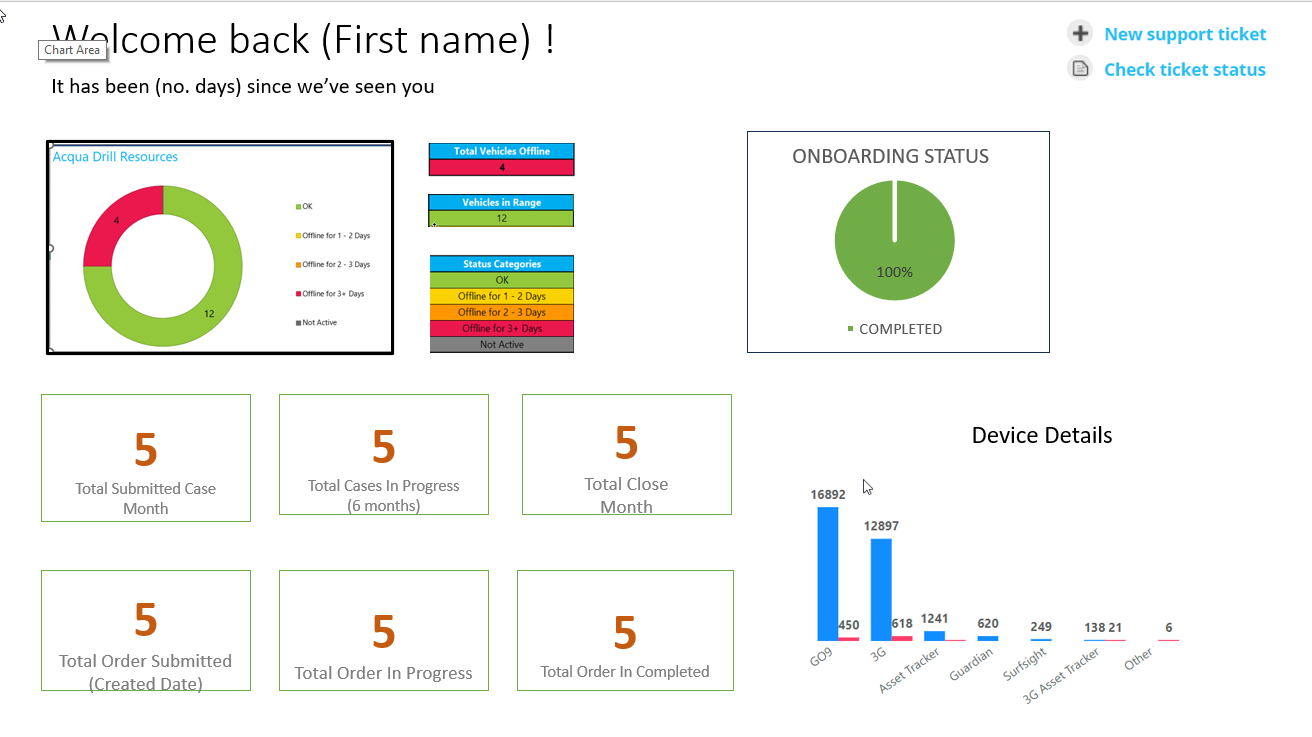 Welcome back (First name) !
Chart Area
It has been (no. days) since we've seen you
New support ticket
Check ticket status
Acqua Drill Resources
4
12
OK
Offline for 1 - 2 Days
Offline for 2 - 3 Days
Offline for 3+ Days
Not Active
Total Vehicles Offline
4
Vehicles in Range
12
Status Categories
OK
Offline for 1 - 2 Days
Offline for 2 - 3 Days
Offline for 3+ Days
Not Active
ONBOARDING STATUS
100%
COMPLETED
5
Total Submitted Case
Month
5
Total Cases In Progress
(6 months)
5
Total Close
Month
5
Total Order Submitted
(Created Date)
5
Total Order In Progress
5
Total Order In Completed
Device Details
16892
450
12897
618
1241
620
249
138
21
6
GO9
3G
Asset Tracker
Guardian
Surfsight
3G Asset Tracker
Other